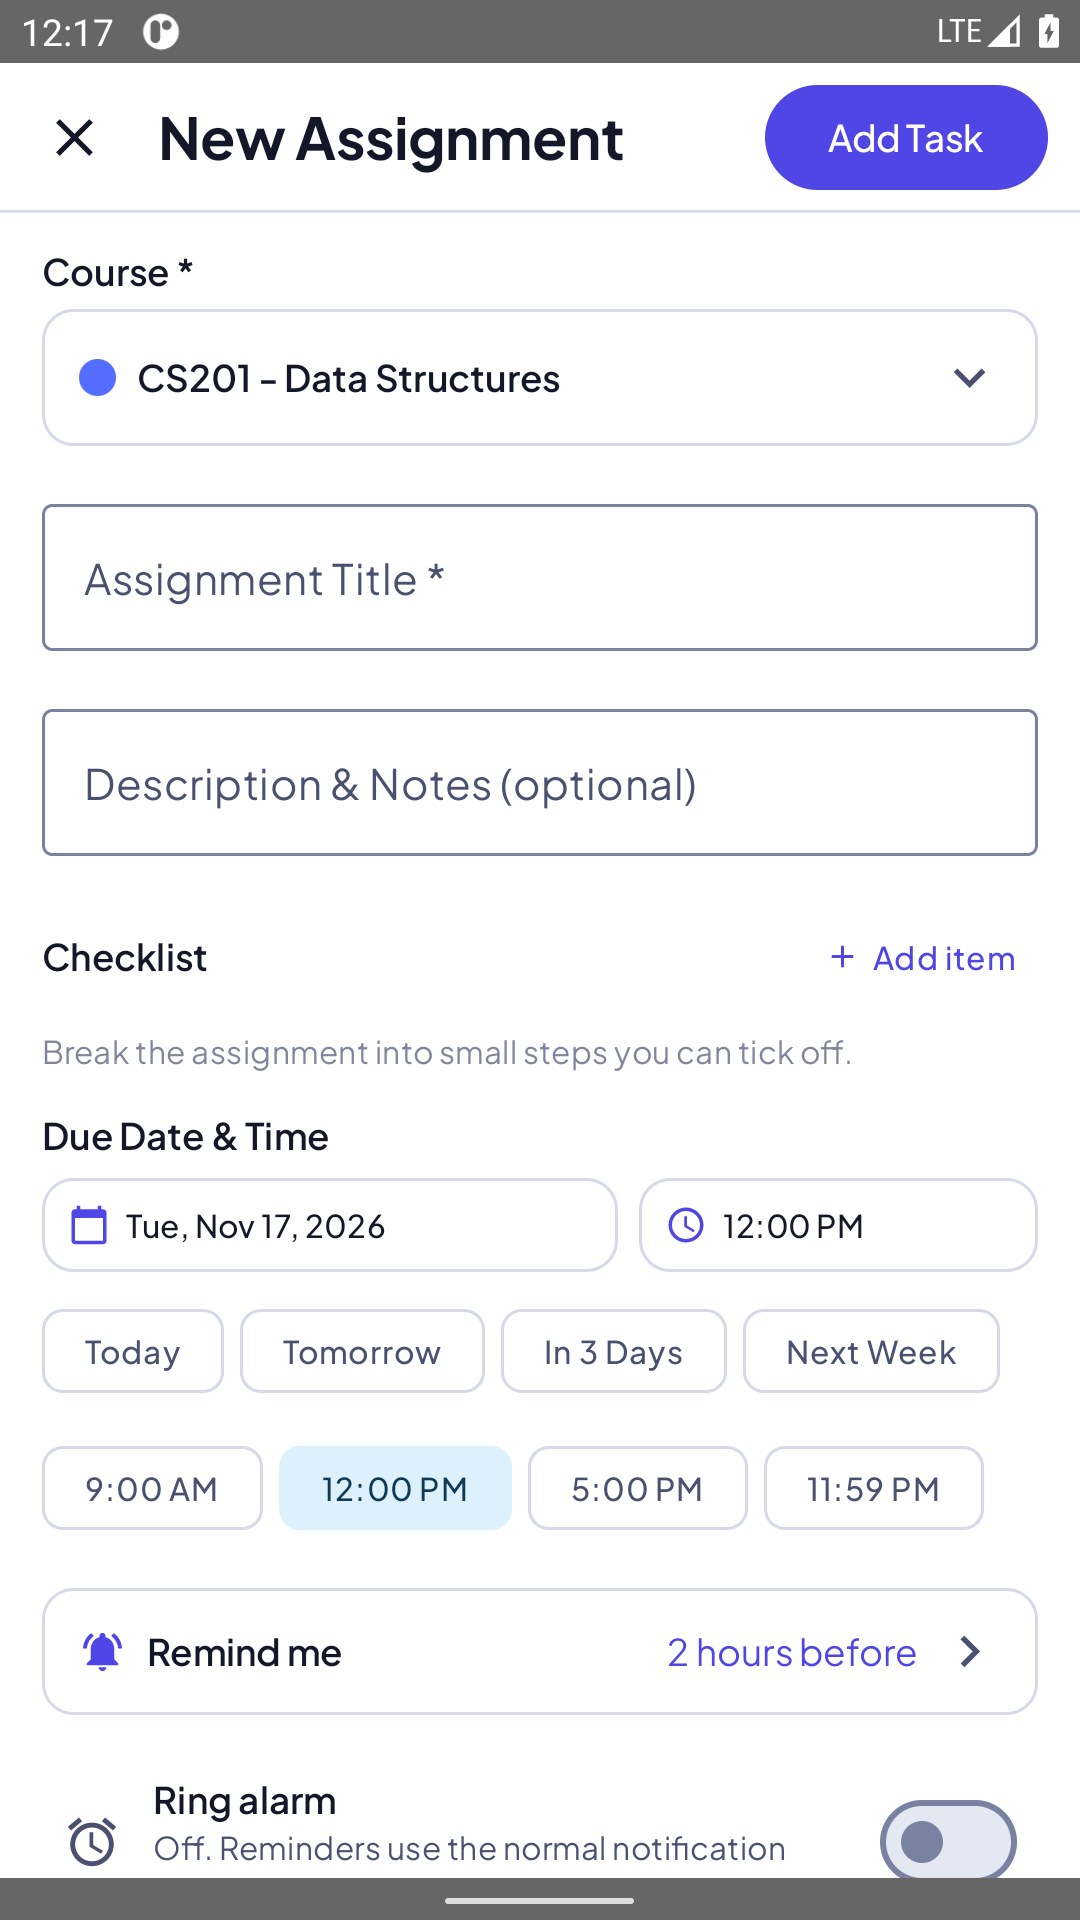 12:17
LTE
New Assignment
Add Task
Course *
CS201 – Data Structures
Assignment Title *
Description & Notes (optional)
Checklist
+ Add item
Break the assignment into small steps you can tick off.
Due Date & Time
Tue, Nov 17, 2026
12:00 PM
Today
Tomorrow
In 3 Days
Next Week
9:00 AM
12:00 PM
5:00 PM
11:59 PM
Remind me
2 hours before
Ring alarm
Off. Reminders use the normal notification